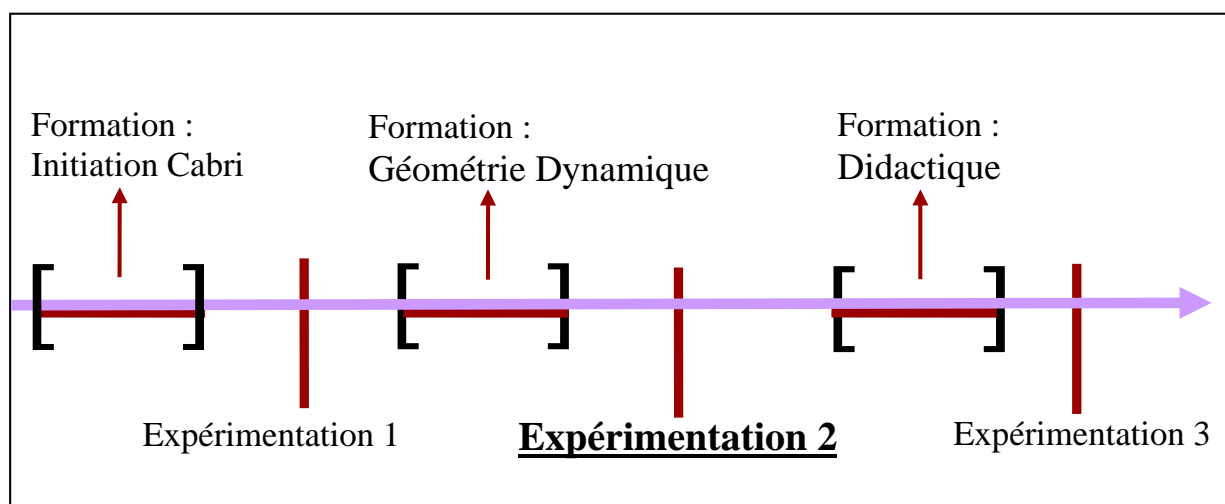 Formation :
Initiation Cabri
Formation :
Géométrie Dynamique
Formation :
Didactique
Expérimentation 1
Expérimentation 2
Expérimentation 3